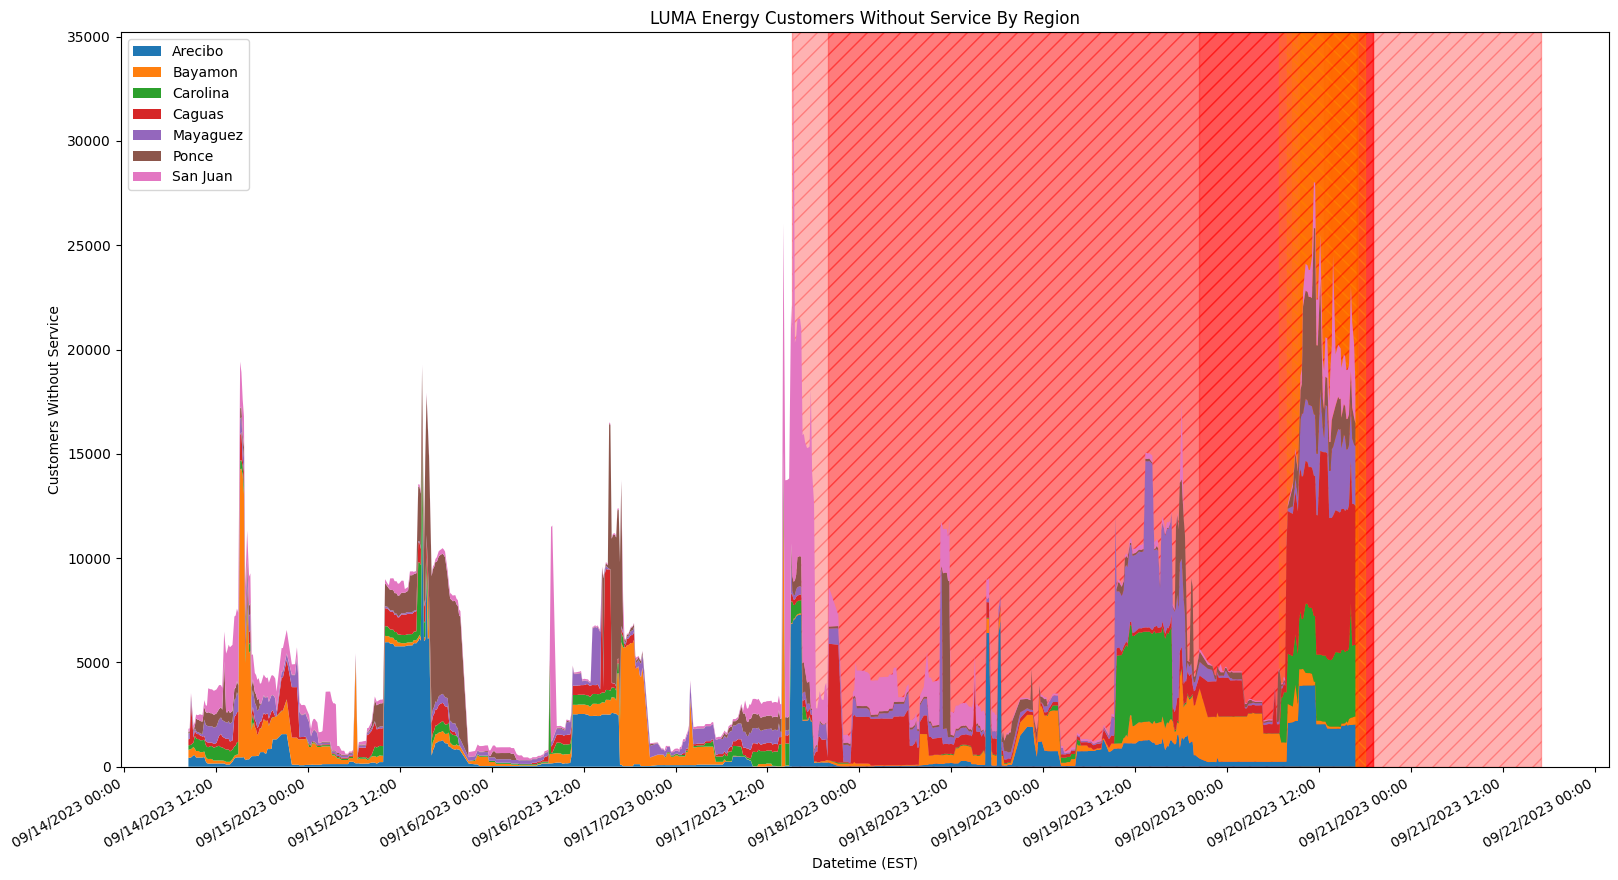 LUMA Energy Customers Without Service By Region
35000
30000
25000
20000
15000
10000
5000
0
Customers Without Service
Arecibo
Bayamon
Carolina
Caguas
Mayaguez
Ponce
San Juan
09/14/2023 00:00
09/14/2023 12:00
09/15/2023 00:00
09/15/2023 12:00
09/16/2023 00:00
09/16/2023 12:00
09/17/2023 00:00
09/17/2023 12:00
09/18/2023 00:00
09/18/2023 12:00
09/19/2023 00:00
09/19/2023 12:00
09/20/2023 00:00
09/20/2023 12:00
09/21/2023 00:00
09/21/2023 12:00
09/22/2023 00:00
Datetime (EST)